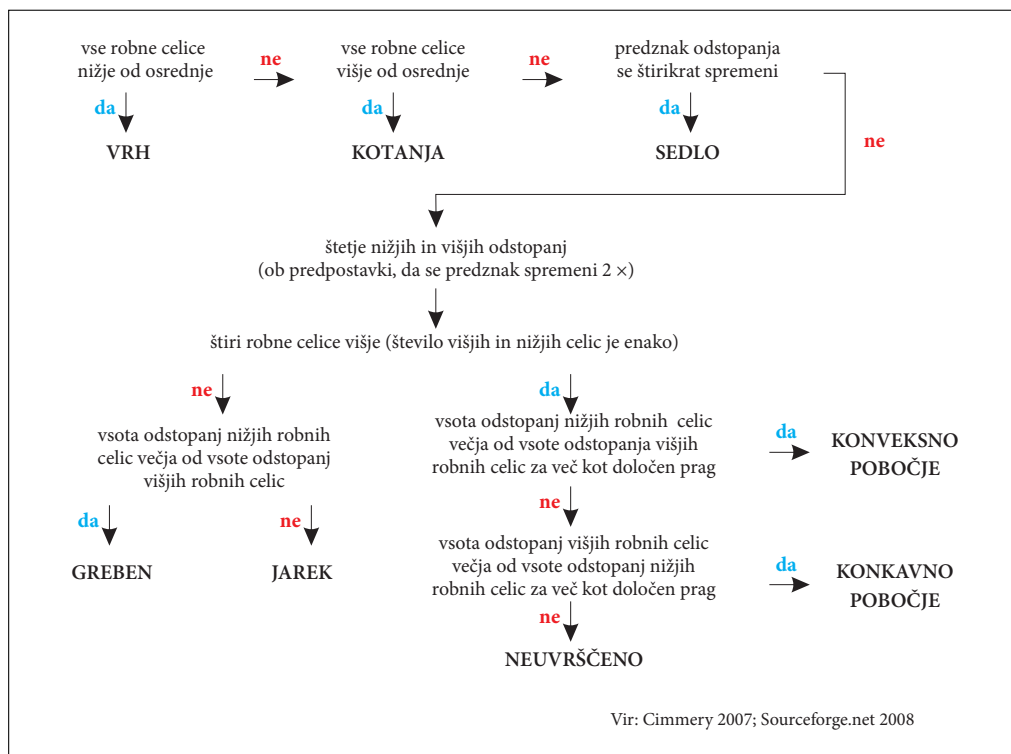 vse robne celice
nižje od osrednje
ne
vse robne celice
višje od osrednje
ne
predznak odstopanja
se štirikrat spremeni
da
da
da
ne
VRH
KOTANJA
SEDLO
štetje nižjih in višjih odstopanj
(ob predpostavki, da se predznak spremeni 2 ×)
štiri robne celice višje (število višjih in nižjih celic je enako)
ne
da
vsota odstopanj nižjih robnih
celic večja od vsote odstopanj
višjih robnih celic
vsota odstopanj nižjih robnih celic
večja od vsote odstopanja višjih
robnih celic za več kot določen prag
da
KONVEKSNO
POBOČJE
da
ne
ne
GREBEN
JAREK
vsota odstopanj višjih robnih celic
večja od vsote odstopanj nižjih
robnih celic za več kot določen prag
da
KONKAVNO
POBOČJE
ne
NEUVRŠČENO
Vir: Cimmery 2007; Sourceforge.net 2008